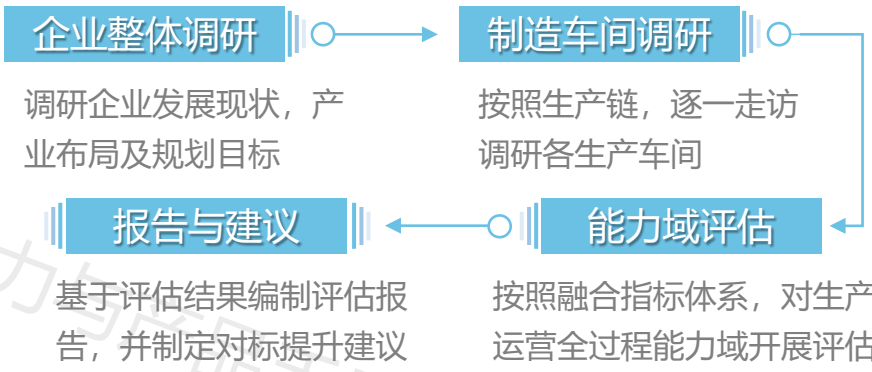 企业整体调研
制造车间调研
调研企业发展现状，产
业布局及规划目标
按照生产链，逐一走访
调研各生产车间
报告与建议
能力域评估
基于评估结果编制评估报
告，并制定对标提升建议
按照融合指标体系，对生产
运营全过程能力域开展评估